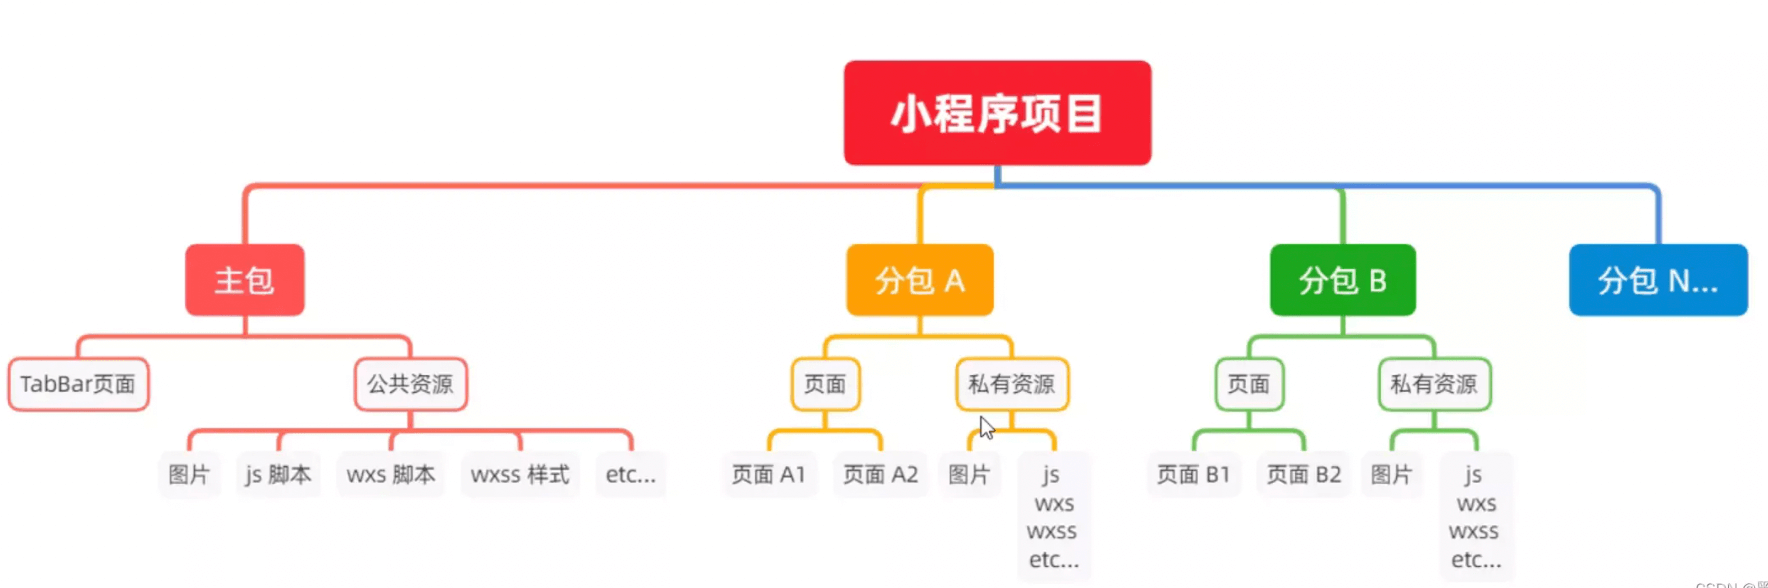 小程序项目
主包
分包 A
分包 B
分包 N...
TabBar页面
公共资源
页面
私有资源
页面
私有资源
图片
js 脚本
wxs 脚本
wxss 样式
etc...
页面 A1
页面 A2
图片
js
wxs
wxss
etc...
页面 B1
页面 B2
图片
js
wxs
wxss
etc...